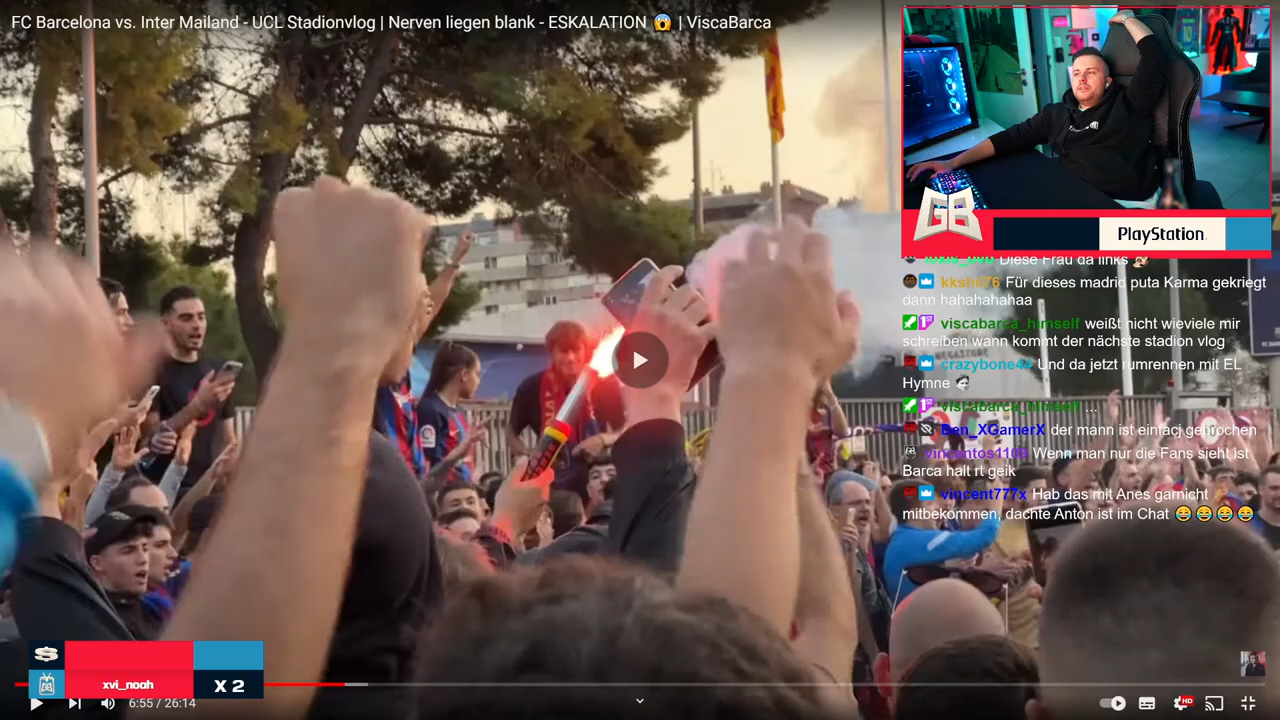 FC Barcelona vs. Inter Mailand - UCL Stadionvlog | Nerven liegen blank - ESKALATION 😱 | ViscaBarca
GB
PlayStation
Diese Frau da links
kkshh76 Für dieses madrid puta Karma gekriegt
dann hahahahahaa
viscabarca_himself weißt nicht wieviele mir
schreiben wann kommt der nächste stadion vlog
crazybone44 Und da jetzt rumrennen mit EL
Hymne
viscabarca_himself ...
Ben_XGamerX der mann ist einfacj gebrochen
vincentos1109 Wenn man nur die Fans sieht ist
Barca halt rt geik
vincent777x Hab das mit Anes garnicht
mitbekommen, dachte Anton ist im Chat 😂😂😂😂
xvi_noah
X 2
6:55 / 26:14
HD